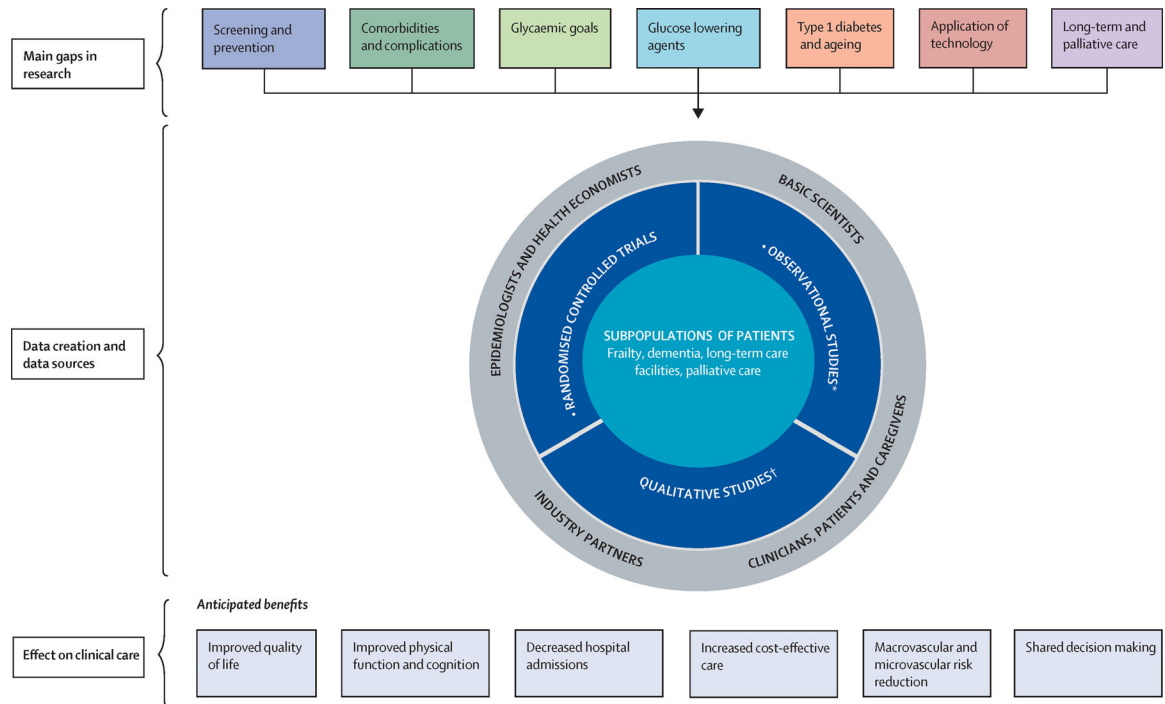 Main gaps in
research
Screening and
prevention
Comorbidities
and complications
Glycaemic goals
Glucose lowering
agents
Type 1 diabetes
and ageing
Application of
technology
Long-term and
palliative care
Data creation and
data sources
EPIDEMIOLOGISTS AND HEALTH ECONOMISTS
BASIC SCIENTISTS
CLINICIANS, PATIENTS AND CAREGIVERS
INDUSTRY PARTNERS
• RANDOMISED CONTROLLED TRIALS
• OBSERVATIONAL STUDIES*
QUALITATIVE STUDIES†
SUBPOPULATIONS OF PATIENTS
Frailty, dementia, long-term care
facilities, palliative care
Effect on clinical care
Anticipated benefits
Improved quality
of life
Improved physical
function and cognition
Decreased hospital
admissions
Increased cost-effective
care
Macrovascular and
microvascular risk
reduction
Shared decision making